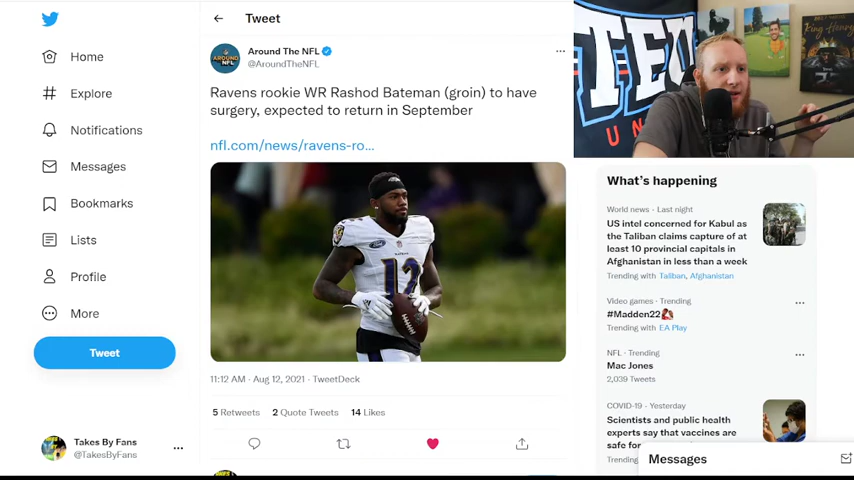 Tweet
Around The NFL
@AroundTheNFL
Ravens rookie WR Rashod Bateman (groin) to have
surgery, expected to return in September
nfl.com/news/ravens-ro...
11:12 AM · Aug 12, 2021 · TweetDeck
5 Retweets 2 Quote Tweets 14 Likes
Home
Explore
Notifications
Messages
Bookmarks
Lists
Profile
More
Tweet
Takes By Fans
@TakesByFans
What's happening
World news · Last night
US intel concerned for Kabul as
the Taliban claims capture of at
least 10 provincial capitals in
Afghanistan in less than a week
Trending with Taliban, Afghanistan
Video games · Trending
#Madden22
Trending with EA Play
NFL · Trending
Mac Jones
2,039 Tweets
COVID-19 · Yesterday
Scientists and public health
experts say that vaccines are
safe for
Trending
Messages
King Henry
12
AROUND
NFL